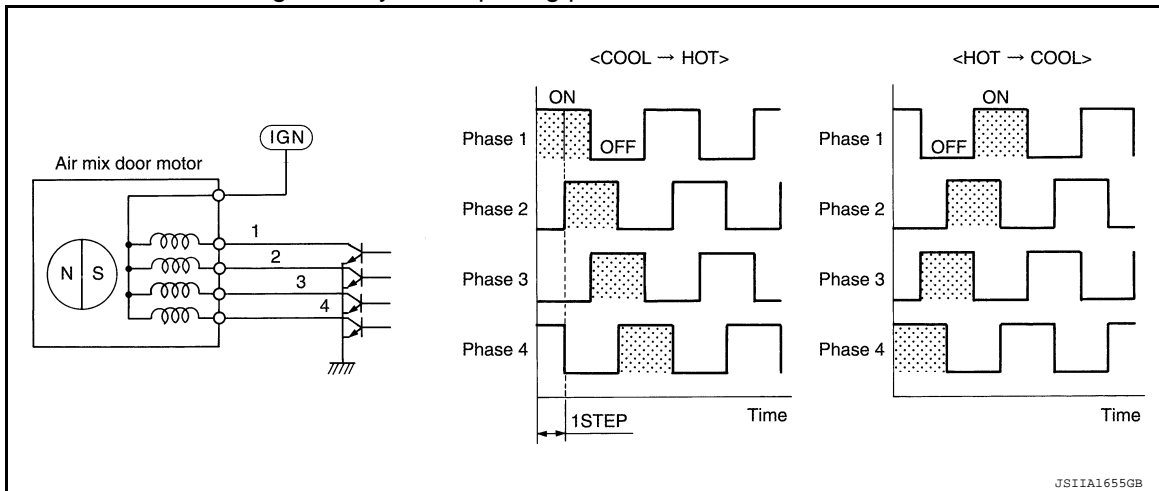 Air mix door motor
IGN
N S
1
2
3
4
<COOL → HOT>
ON
Phase 1
OFF
Phase 2
Phase 3
Phase 4
Time
1STEP
<HOT → COOL>
ON
Phase 1
OFF
Phase 2
Phase 3
Phase 4
Time
JSIIA1655GB